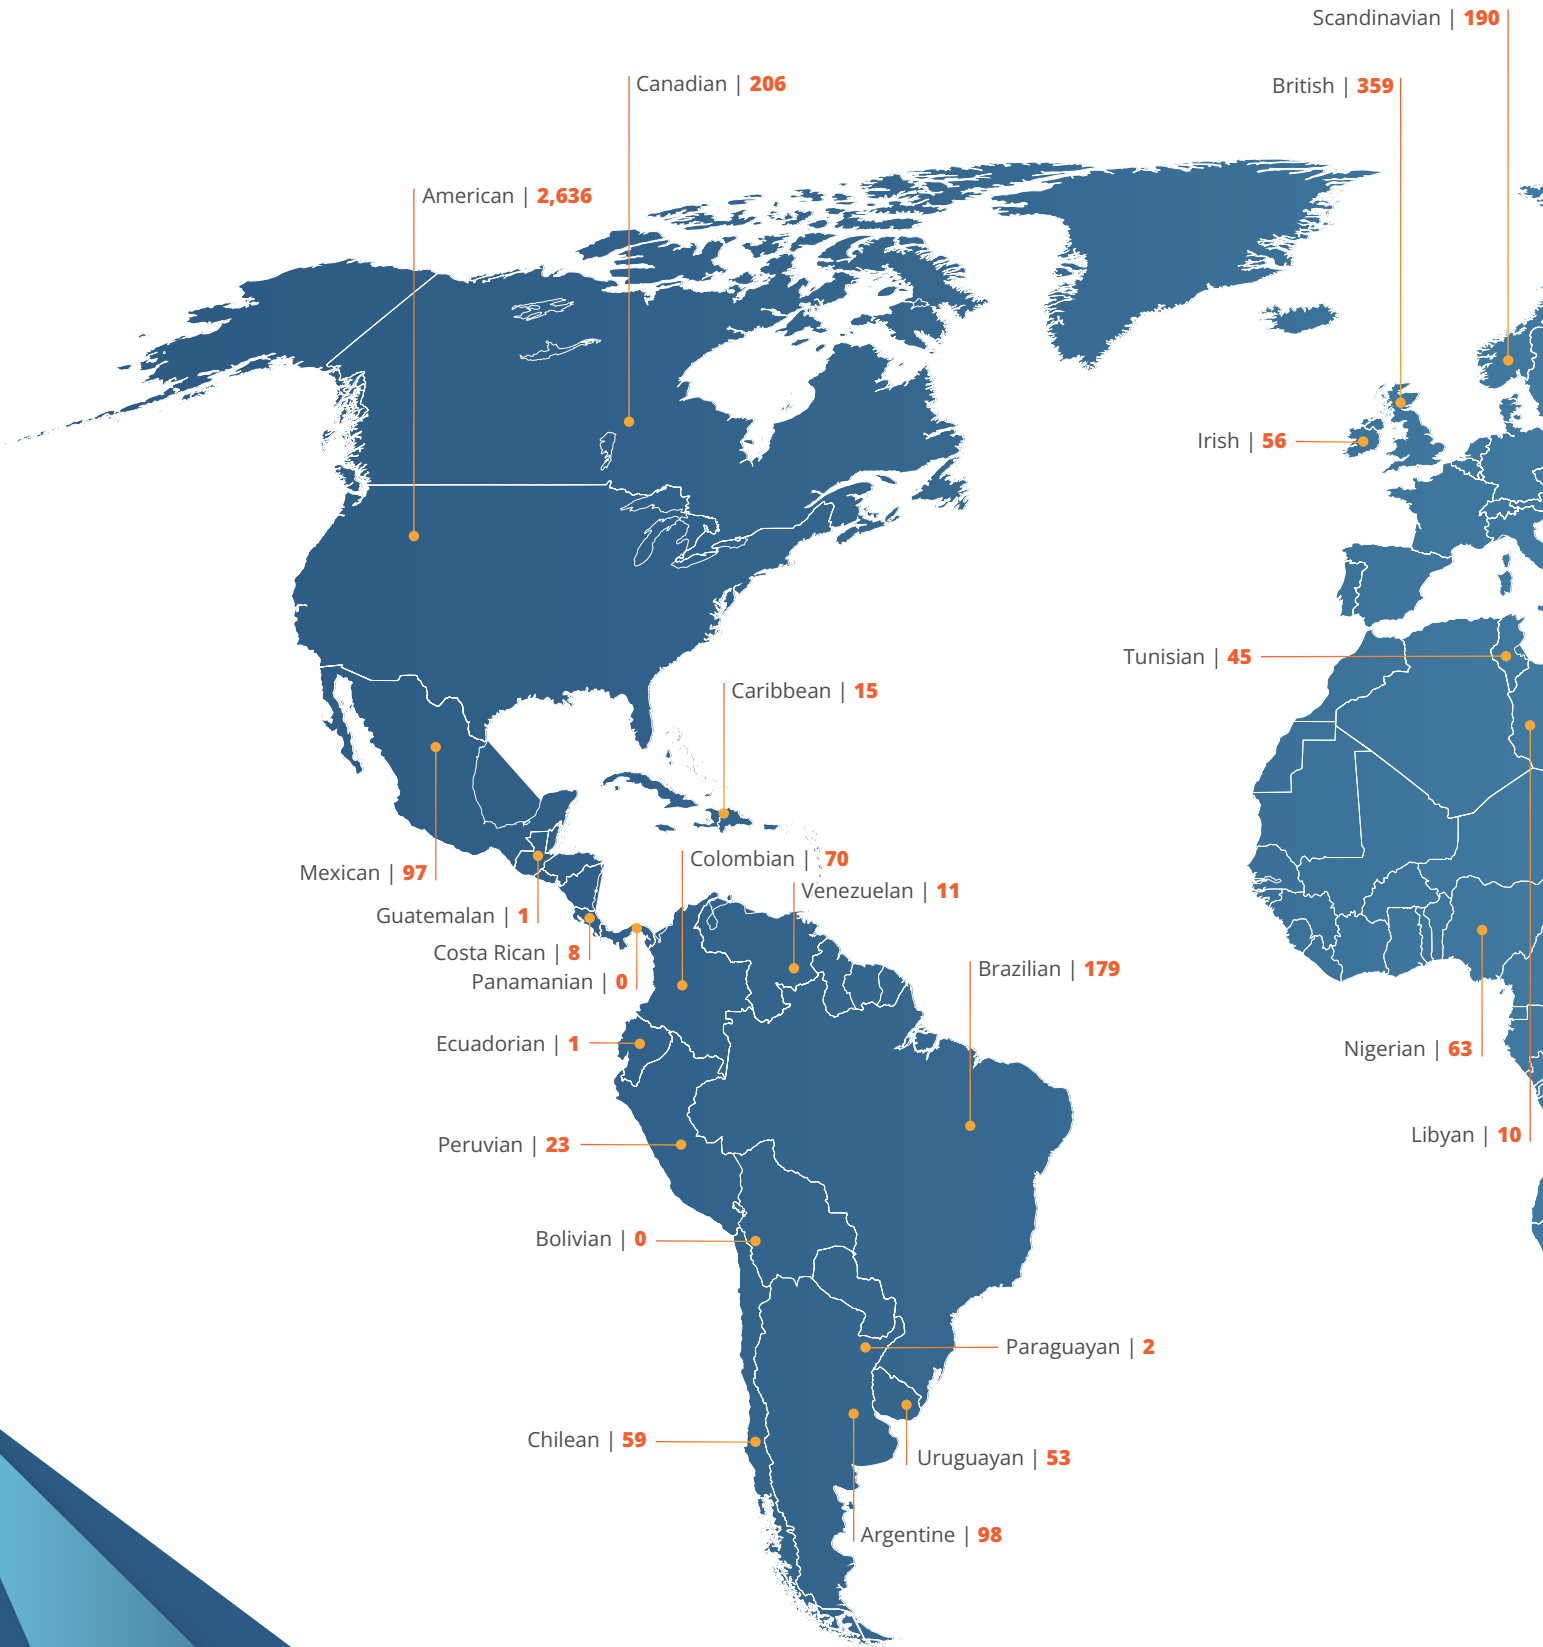 Scandinavian | 190
Canadian | 206
British | 359
American | 2,636
Irish | 56
Tunisian | 45
Caribbean | 15
Colombian | 70
Mexican | 97
Venezuelan | 11
Guatemalan | 1
Costa Rican | 8
Brazilian | 179
Panamanian | 0
Ecuadorian | 1
Nigerian | 63
Libyan | 10
Peruvian | 23
Bolivian | 0
Paraguayan | 2
Chilean | 59
Uruguayan | 53
Argentine | 98